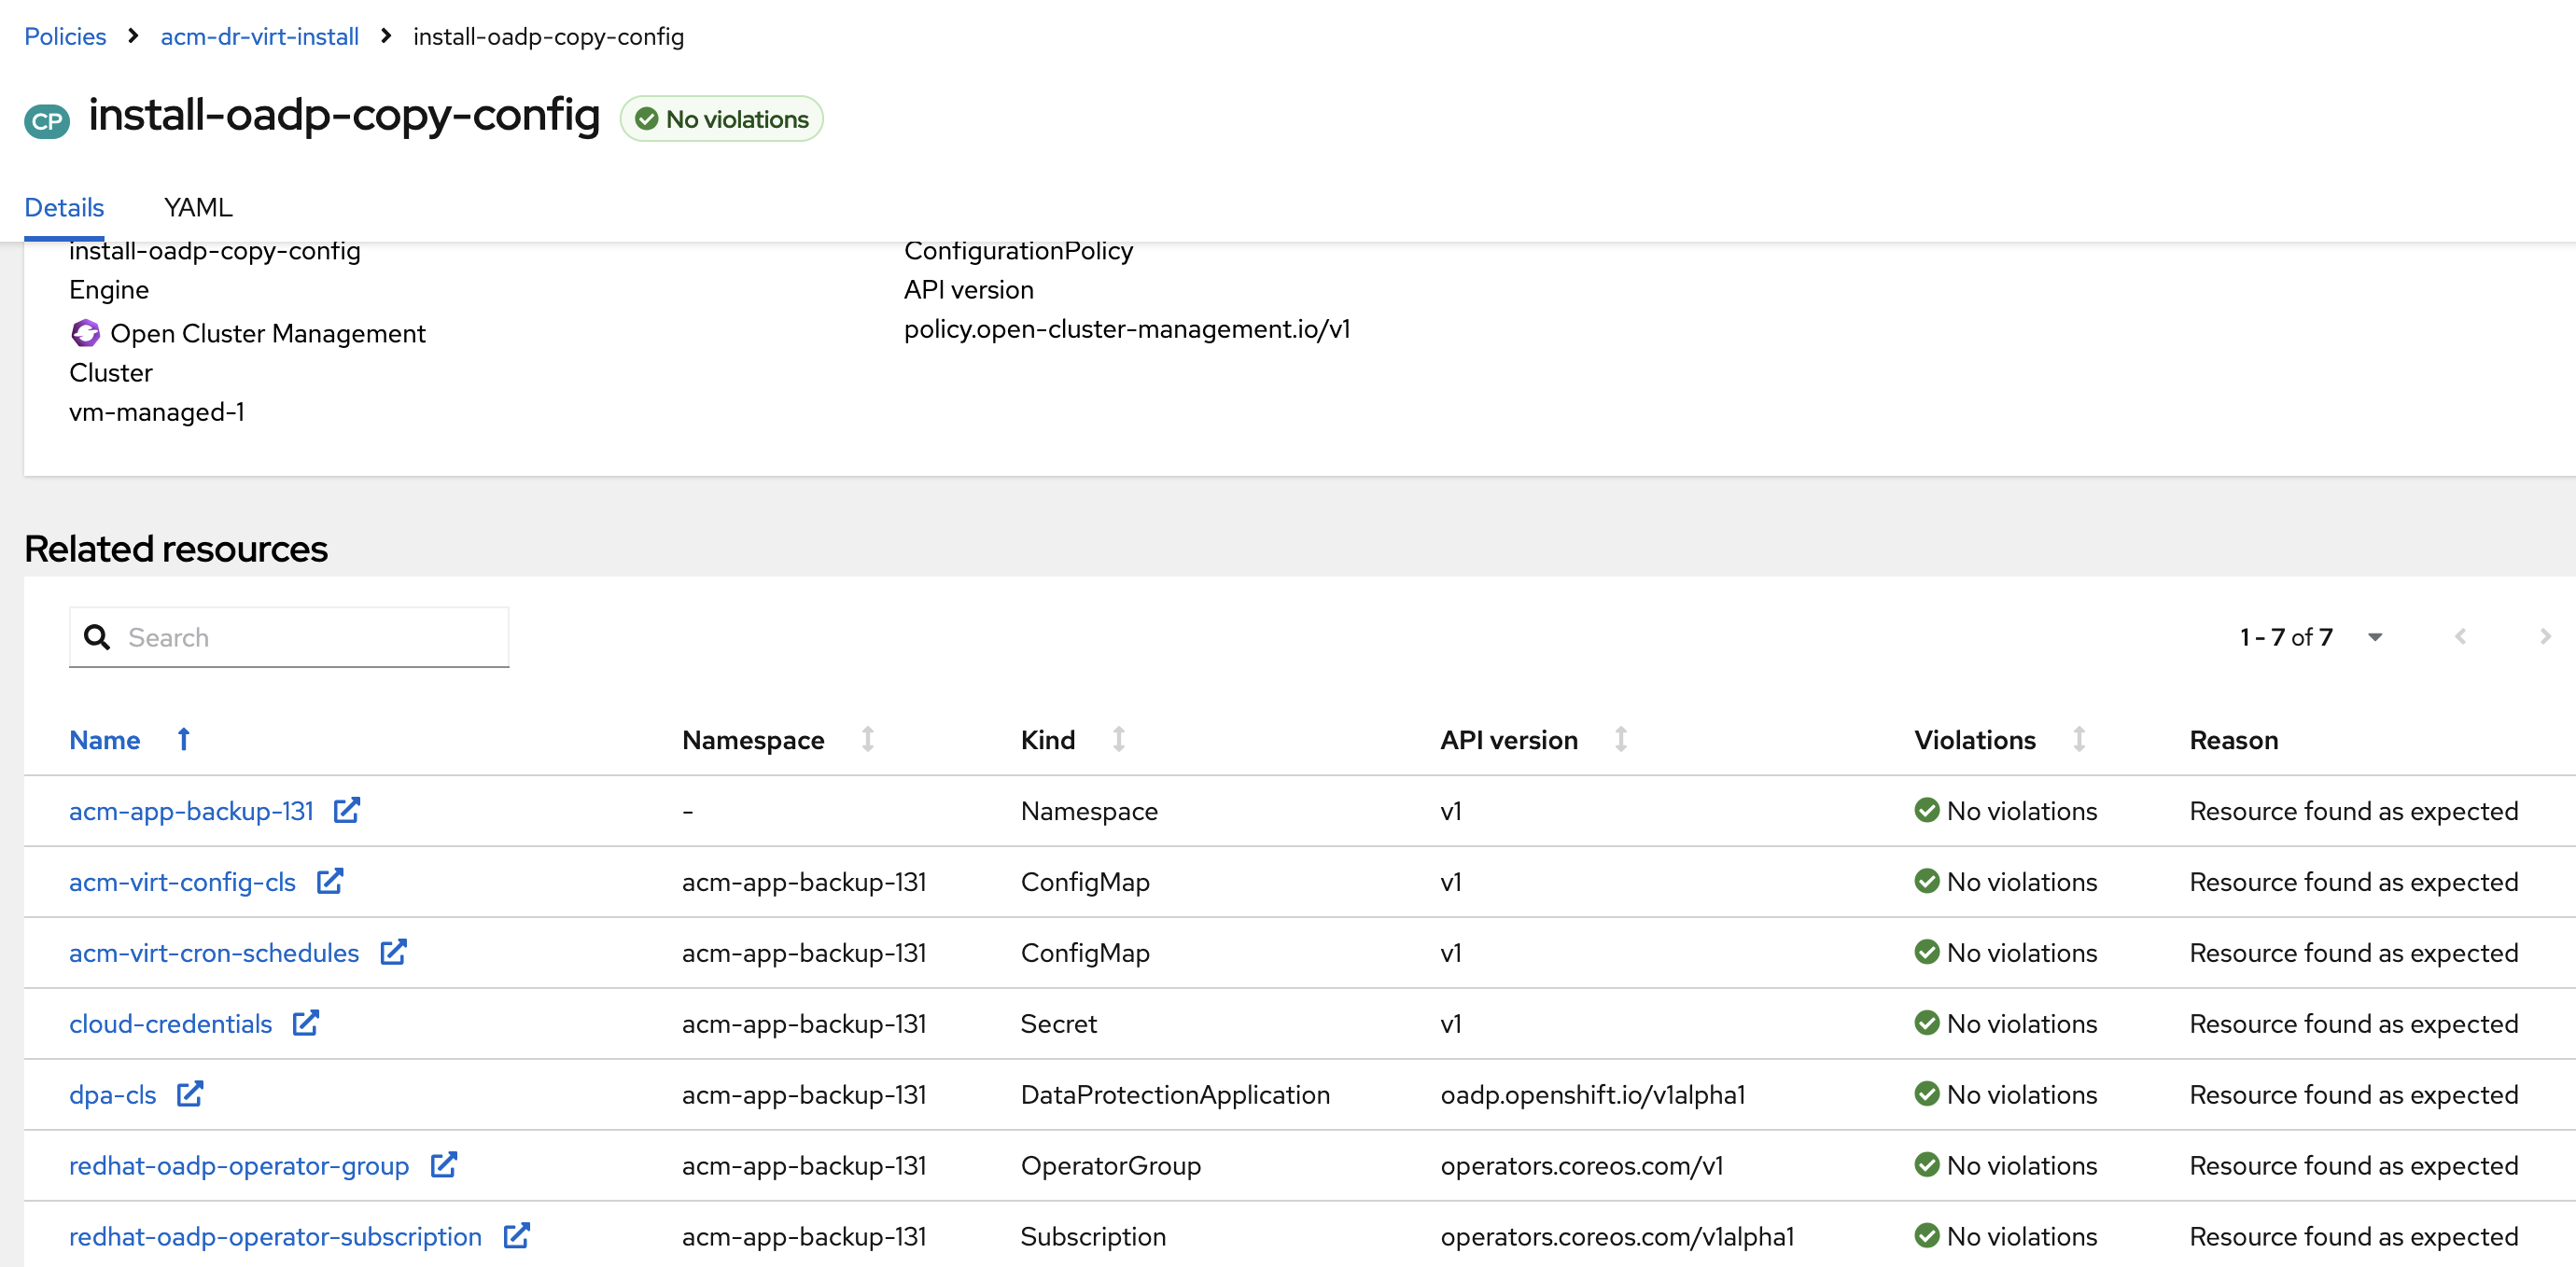 Policies > acm-dr-virt-install > install-oadp-copy-config
CP install-oadp-copy-config No violations
Details YAML
install-oadp-copy-config ConfigurationPolicy
Engine API version
Open Cluster Management policy.open-cluster-management.io/v1
Cluster
vm-managed-1
Related resources
Search 1 - 7 of 7
Name Namespace Kind API version Violations Reason
acm-app-backup-131 - Namespace v1 No violations Resource found as expected
acm-virt-config-cls acm-app-backup-131 ConfigMap v1 No violations Resource found as expected
acm-virt-cron-schedules acm-app-backup-131 ConfigMap v1 No violations Resource found as expected
cloud-credentials acm-app-backup-131 Secret v1 No violations Resource found as expected
dpa-cls acm-app-backup-131 DataProtectionApplication oadp.openshift.io/v1alpha1 No violations Resource found as expected
redhat-oadp-operator-group acm-app-backup-131 OperatorGroup operators.coreos.com/v1 No violations Resource found as expected
redhat-oadp-operator-subscription acm-app-backup-131 Subscription operators.coreos.com/v1alpha1 No violations Resource found as expected